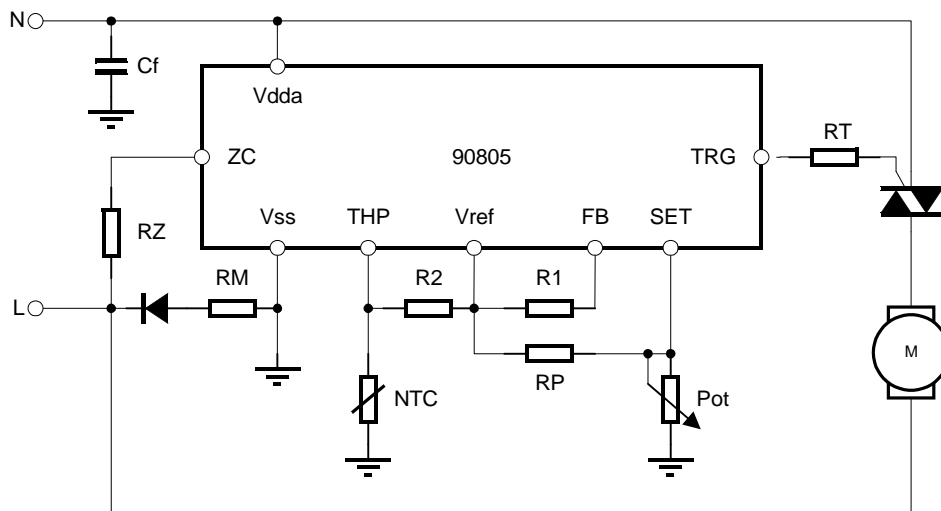 N
Cf
Vdda
RT
ZC
90805
TRG
RZ
Vss
THP
Vref
FB
SET
RM
R2
R1
L
M
RP
NTC
Pot